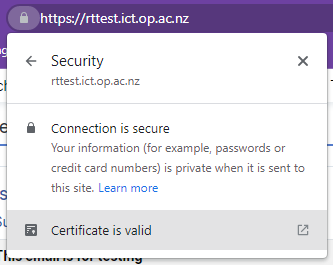 https://rttest.ict.op.ac.nz
Security
rttest.ict.op.ac.nz
Connection is secure
Your information (for example, passwords or
credit card numbers) is private when it is sent to
this site. Learn more
Certificate is valid
This email is for testing